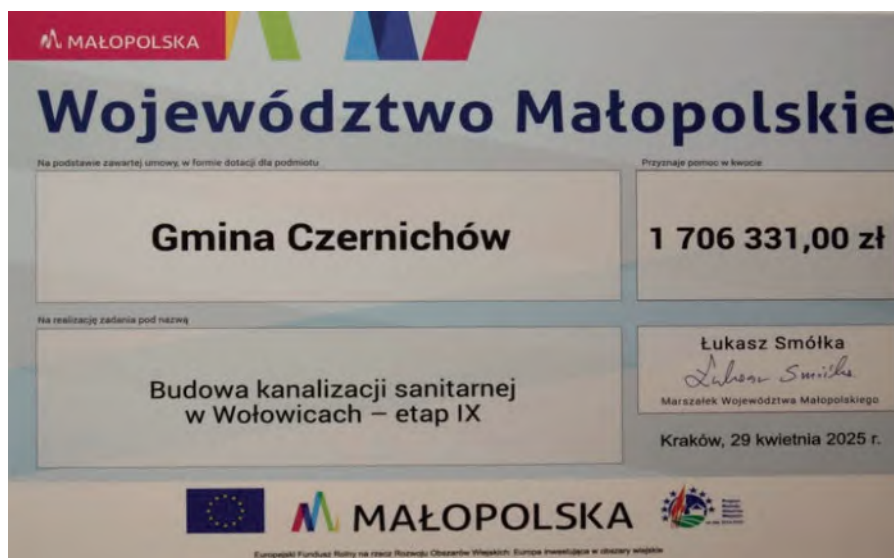 MAŁOPOLSKA
Województwo Małopolskie
Na podstawie zawartej umowy, w formie dotacji dla podmiotu
Przyznaje pomoc w kwocie
Gmina Czernichów
1 706 331,00 zł
Na realizację zadania pod nazwą
Budowa kanalizacji sanitarnej
w Wołowicach – etap IX
Łukasz Smółka
Łukasz Smółka
Marszałek Województwa Małopolskiego
Kraków, 29 kwietnia 2025 r.
MAŁOPOLSKA
Europejski Fundusz Rolny na rzecz Rozwoju Obszarów Wiejskich: Europa inwestująca w obszary wiejskie